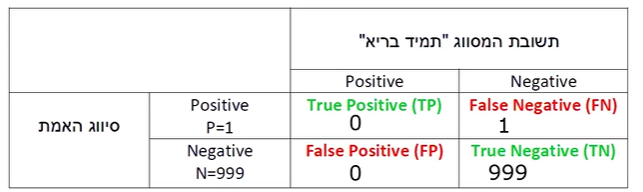 תשובת המסווג "תמיד בריא"
Positive Negative
סיווג האמת
Positive
P=1
True Positive (TP)
0
False Negative (FN)
1
Negative
N=999
False Positive (FP)
0
True Negative (TN)
999